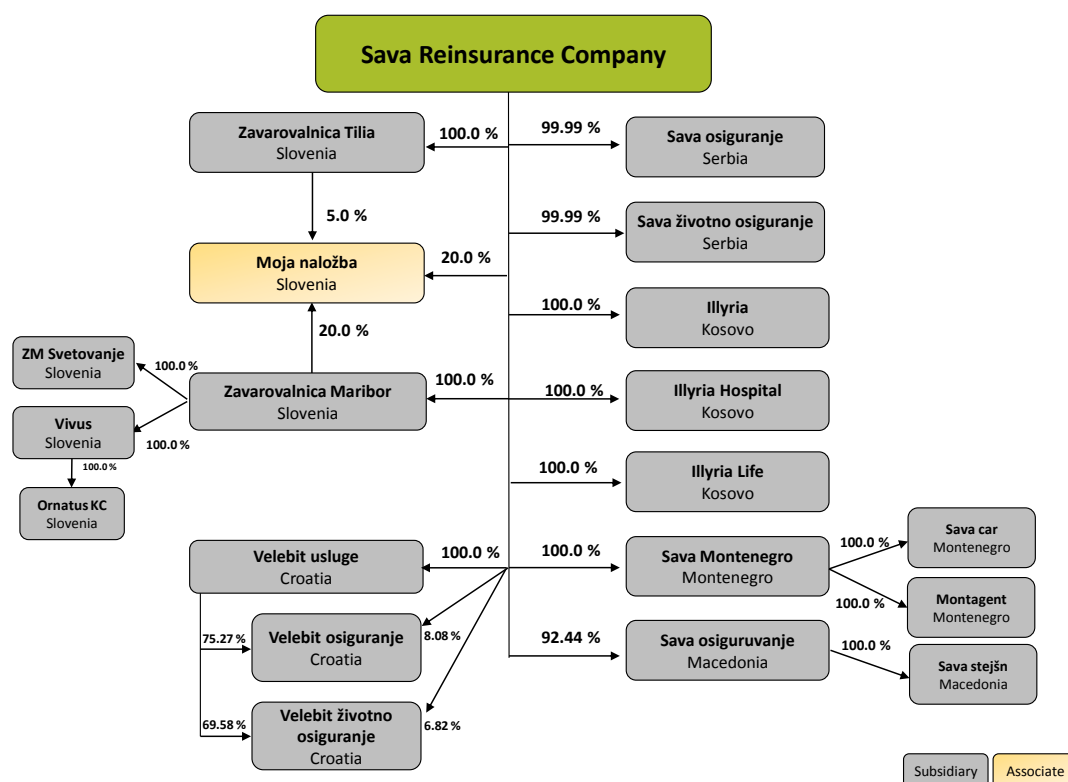 Sava Reinsurance Company
Zavarovalnica Tilia
Slovenia
100.0 %
99.99 %
Sava osiguranje
Serbia
5.0 %
99.99 %
Sava životno osiguranje
Serbia
Moja naložba
Slovenia
20.0 %
20.0 %
100.0 %
Illyria
Kosovo
ZM Svetovanje
Slovenia
100.0 %
Zavarovalnica Maribor
Slovenia
100.0 %
100.0 %
Illyria Hospital
Kosovo
Vivus
Slovenia
100.0 %
100.0 %
Ornatus KC
Slovenia
100.0 %
Illyria Life
Kosovo
Velebit usluge
Croatia
100.0 %
100.0 %
Sava Montenegro
Montenegro
100.0 %
Sava car
Montenegro
100.0 %
Montagent
Montenegro
75.27 %
Velebit osiguranje
Croatia
8.08 %
92.44 %
Sava osiguruvanje
Macedonia
100.0 %
Sava stejšn
Macedonia
69.58 %
Velebit životno
osiguranje
Croatia
6.82 %
Subsidiary
Associate